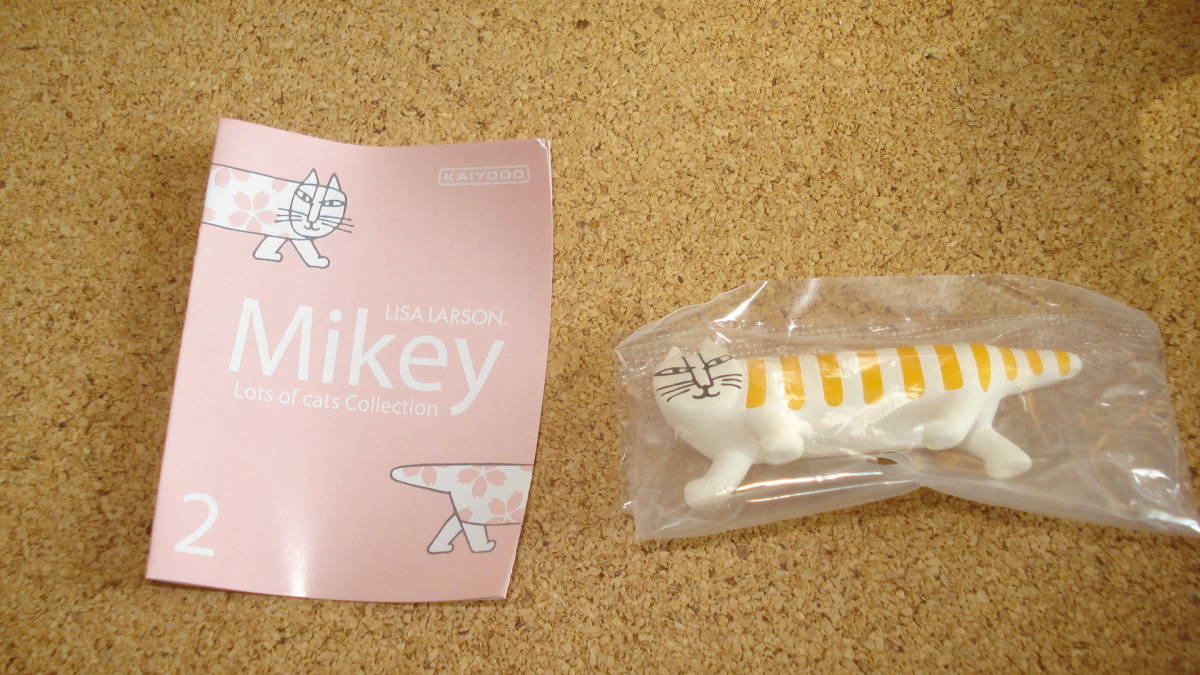 KAIYODO
LISA LARSON®
Mikey
Lots of cats Collection
2